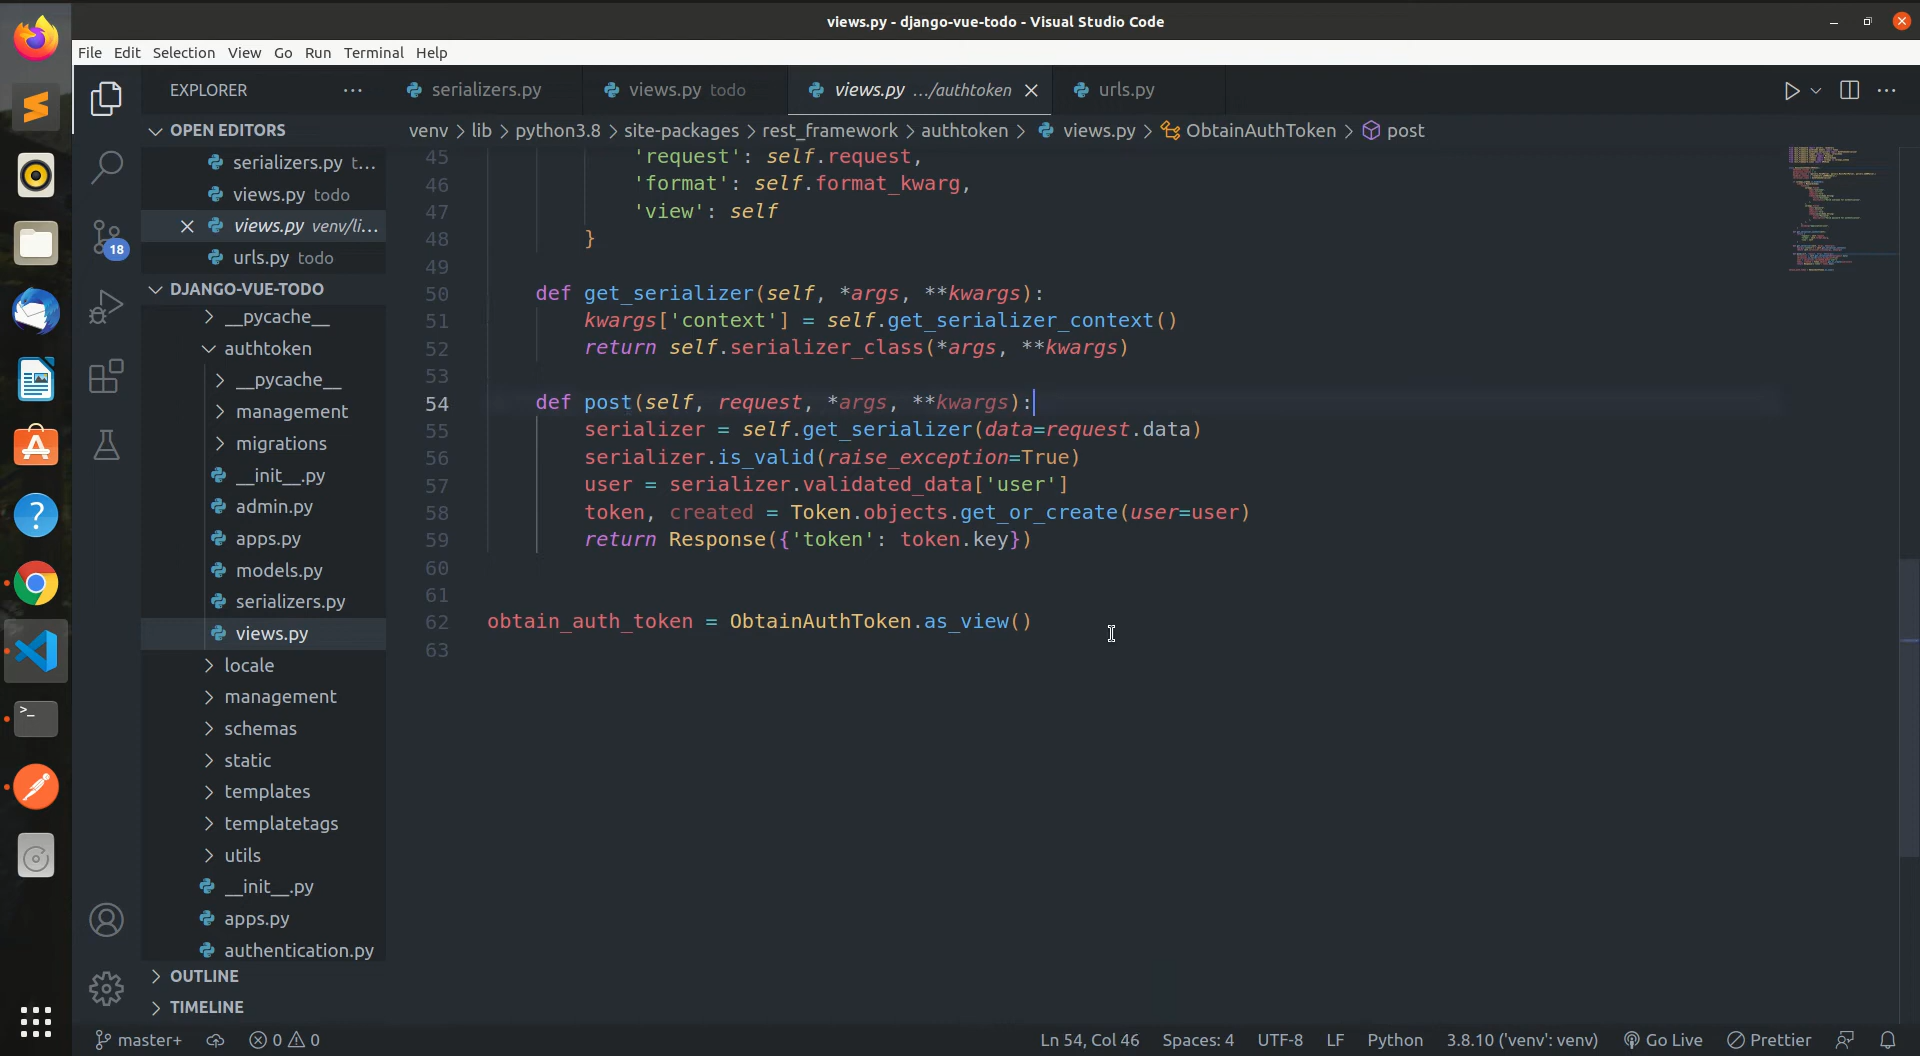 views.py - django-vue-todo - Visual Studio Code
File Edit Selection View Go Run Terminal Help
EXPLORER
serializers.py
views.py todo
views.py .../authtoken
urls.py
OPEN EDITORS
serializers.py t...
views.py todo
views.py venv/li...
urls.py todo
18
DJANGO-VUE-TODO
__pycache__
authtoken
__pycache__
management
migrations
__init__.py
admin.py
apps.py
models.py
serializers.py
views.py
locale
management
schemas
static
templates
templatetags
utils
__init__.py
apps.py
authentication.py
OUTLINE
TIMELINE
venv > lib > python3.8 > site-packages > rest_framework > authtoken > views.py > ObtainAuthToken > post
45 'request': self.request,
46 'format': self.format_kwarg,
47 'view': self
48 }
49
50 def get_serializer(self, *args, **kwargs):
51 kwargs['context'] = self.get_serializer_context()
52 return self.serializer_class(*args, **kwargs)
53
54 def post(self, request, *args, **kwargs):
55 serializer = self.get_serializer(data=request.data)
56 serializer.is_valid(raise_exception=True)
57 user = serializer.validated_data['user']
58 token, created = Token.objects.get_or_create(user=user)
59 return Response({'token': token.key})
60
61
62 obtain_auth_token = ObtainAuthToken.as_view()
63
master+ 0 0 Ln 54, Col 46 Spaces: 4 UTF-8 LF Python 3.8.10 ('venv': venv) Go Live Prettier